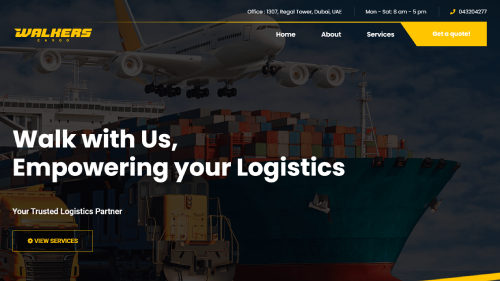 Office : 1307, Regal Tower, Dubai, UAE
Mon - Sat: 8 am - 5 pm
043204277
WALKERS
CARGO
Home
About
Services
Get a quote!
Walk with Us,
Empowering your Logistics
Your Trusted Logistics Partner
VIEW SERVICES